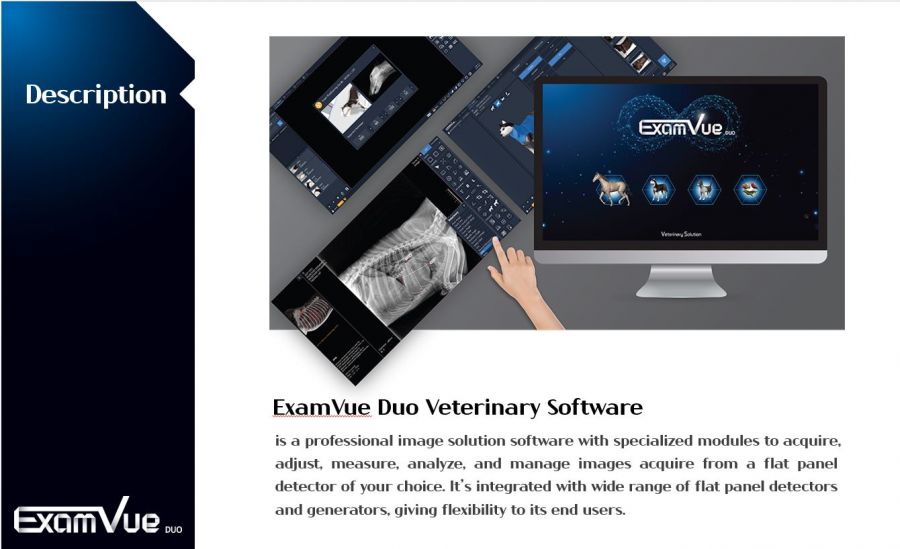 Description
ExamVue DUO
Veterinary Solution
ExamVue Duo Veterinary Software
is a professional image solution software with specialized modules to acquire,
adjust, measure, analyze, and manage images acquire from a flat panel
detector of your choice. It's integrated with wide range of flat panel detectors
and generators, giving flexibility to its end users.
ExamVue DUO